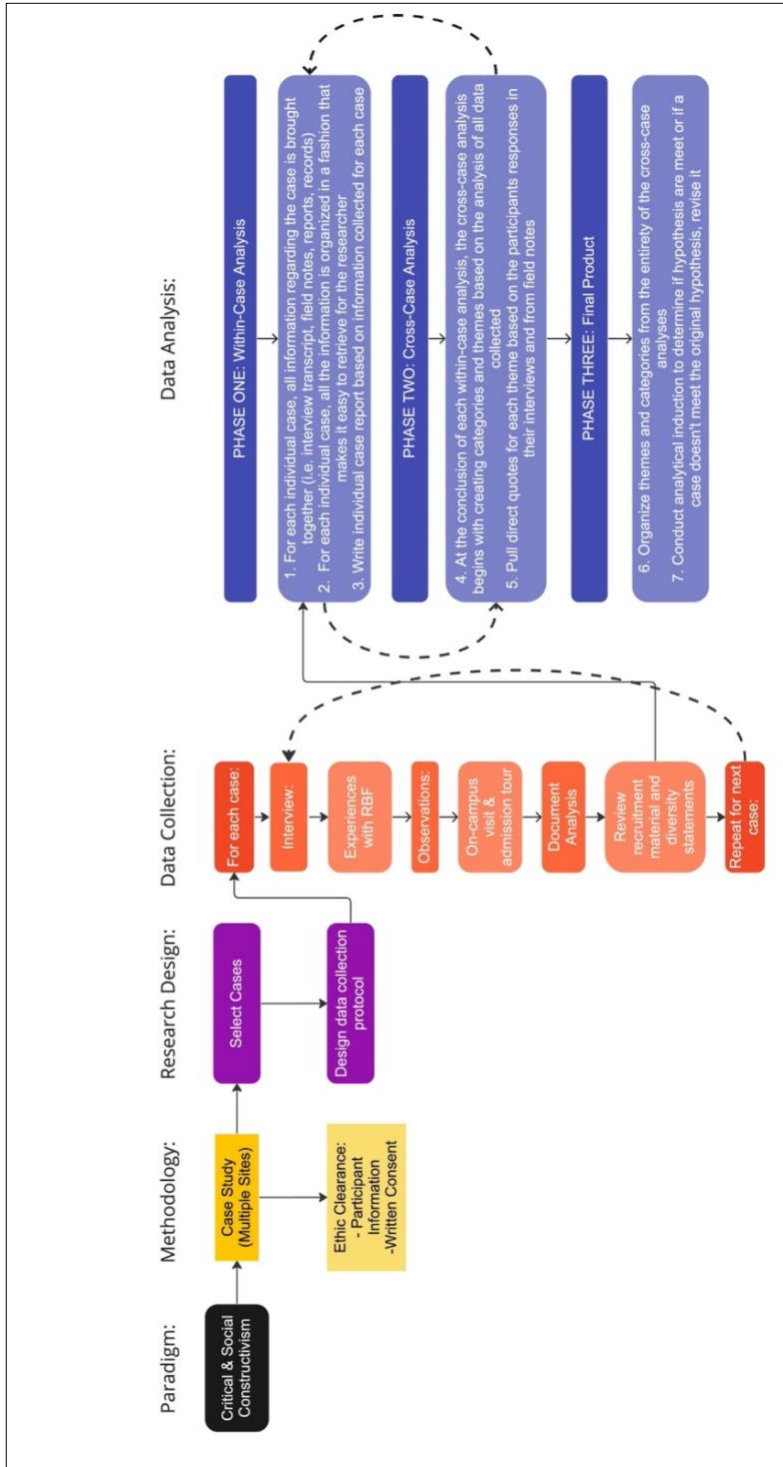 Paradigm:
Critical & Social
Constructivism
Methodology:
Case Study
(Multiple Sites)
Ethic Clearance:
- Participant
Information
-Written Consent
Research Design:
Select Cases
Design data collection
protocol
Data Collection:
For each case:
Interview:
Experiences
with RBF
Observations:
On-campus
visit &
admission tour
Document
Analysis
Review
recruitment
material and
diversity
statements
Repeat for next
case:
Data Analysis:
PHASE ONE: Within-Case Analysis
1. For each individual case, all information regarding the case is brought
together (i.e. interview transcript, field notes, reports, records)
2. For each individual case, all the information is organized in a fashion that
makes it easy to retrieve for the researcher
3. Write individual case report based on information collected for each case
PHASE TWO: Cross-Case Analysis
4. At the conclusion of each within-case analysis, the cross-case analysis
begins with creating categories and themes based on the analysis of all data
collected
5. Pull direct quotes for each theme based on the participants responses in
their interviews and from field notes
PHASE THREE: Final Product
6. Organize themes and categories from the entirety of the cross-case
analyses
7. Conduct analytical induction to determine if hypothesis are meet or if a
case doesn't meet the original hypothesis, revise it